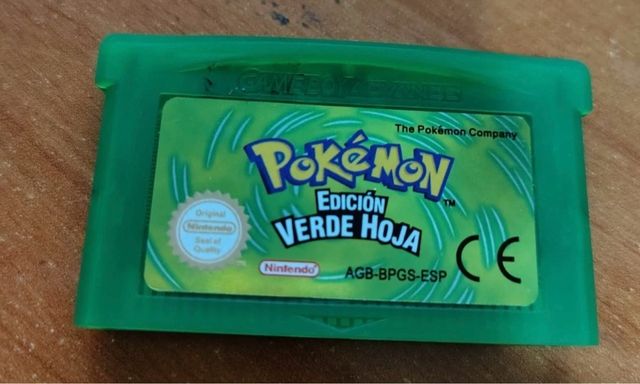 GAME BOY ADVANCE
The Pokémon Company
POKéMON
TM
EDICIÓN
VERDE HOJA
Original
Nintendo
Seal of
Quality
Nintendo
AGB-BPGS-ESP
CE